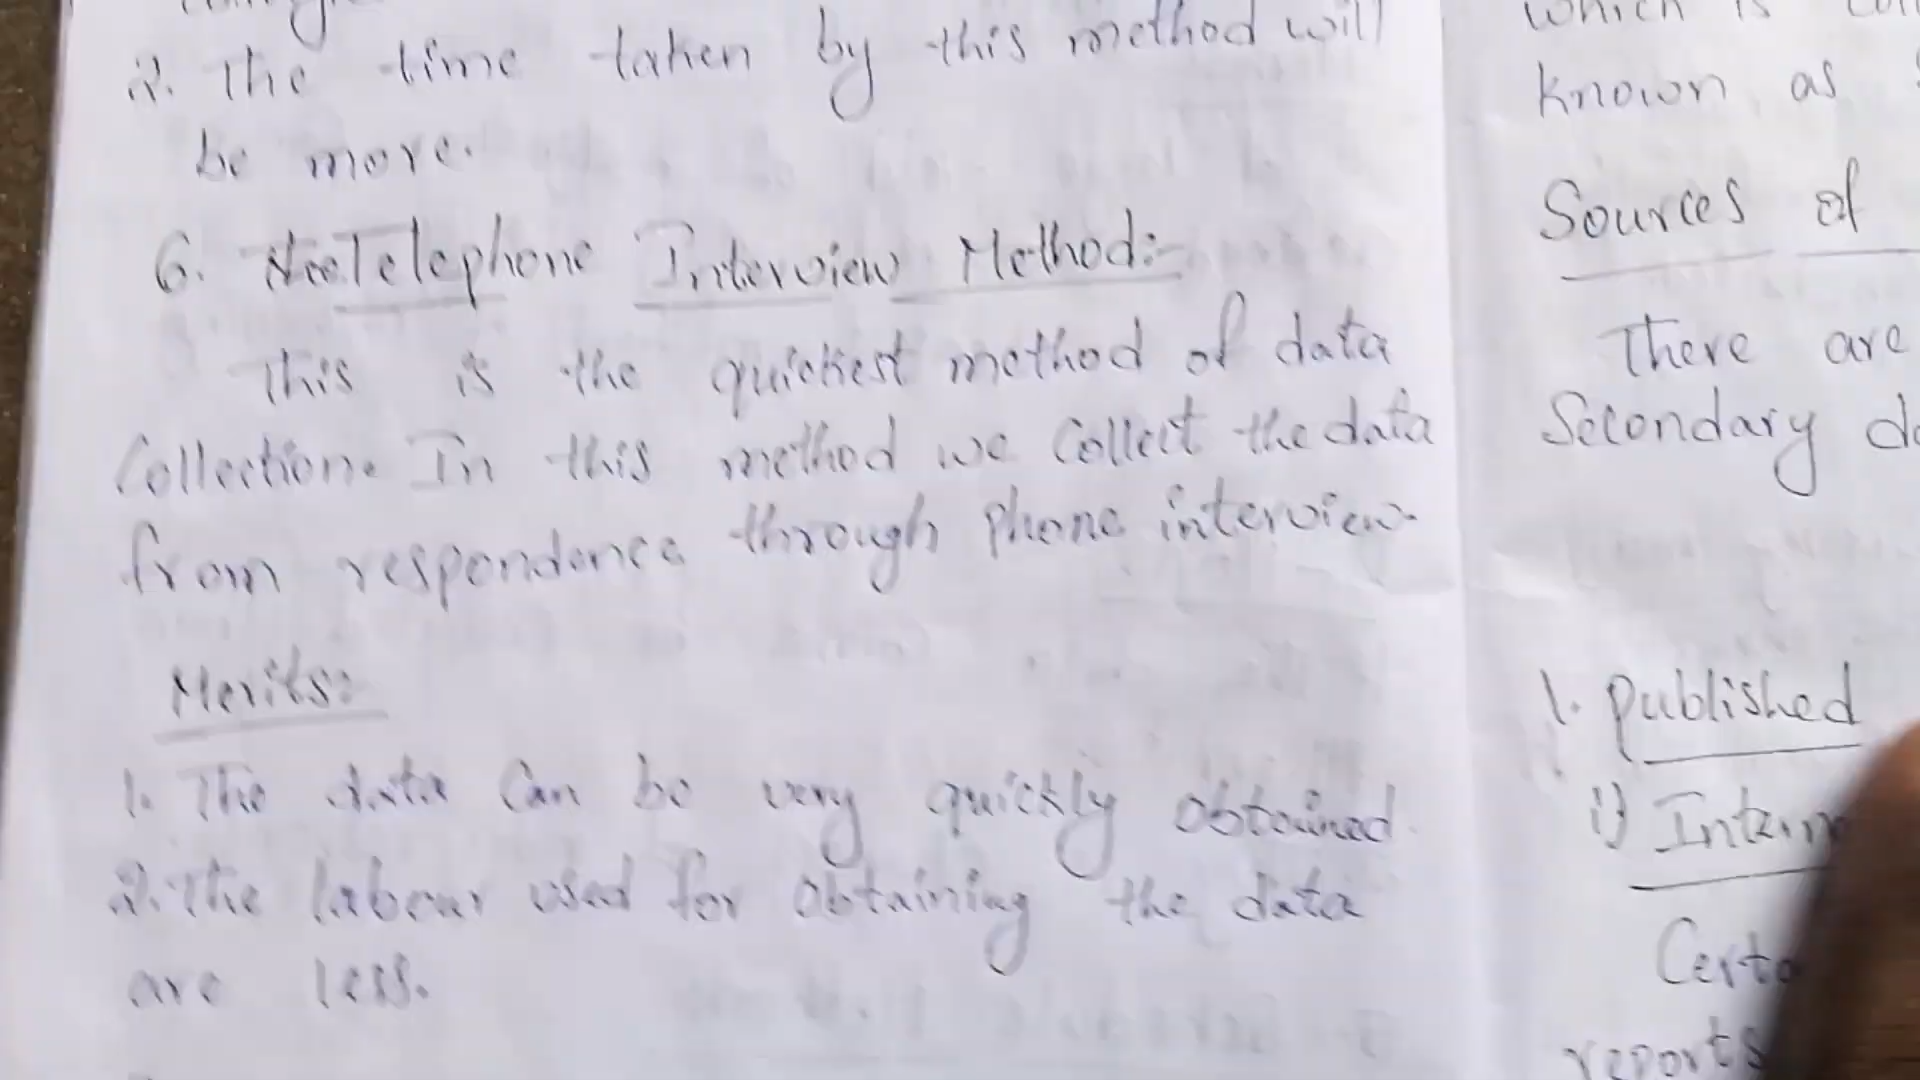 2. The time taken by this method will
be more.
6. Telephone Interview Method:-
This is the quickest method of data
Collection. In this method we Collect the data
from respondence through Phone interview.
Merits:
1. The data Can be very quickly obtained.
2. The labour used for obtaining the data
are less.
which is
known as
Sources of
There are
Secondary
1. Published
i)
reports